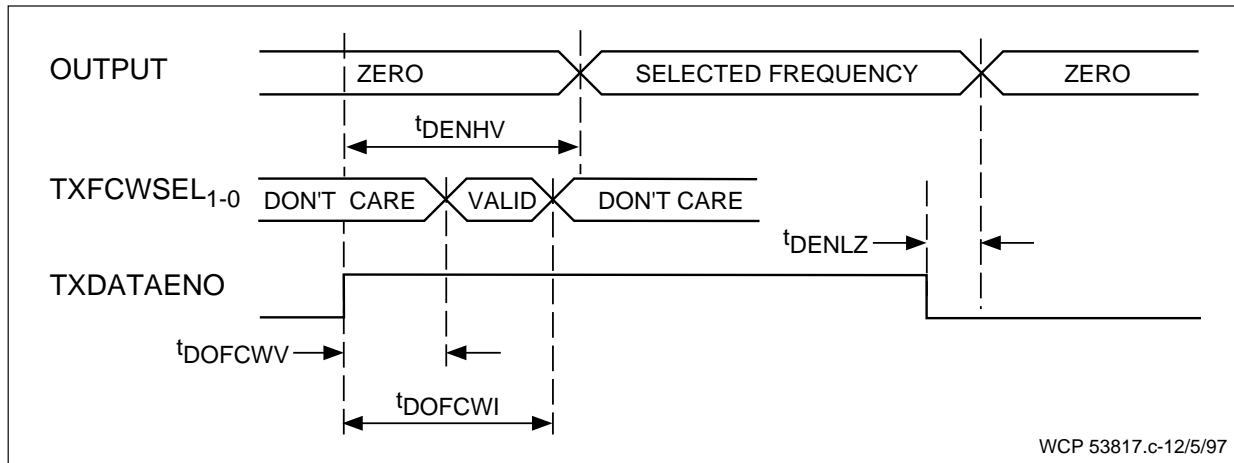 OUTPUT
ZERO
SELECTED FREQUENCY
ZERO
tDENHV
TXFCWSEL1-0
DON'T CARE
VALID
DON'T CARE
tDENLZ
TXDATAENO
tDOFCWV
tDOFCWI
WCP 53817.c-12/5/97